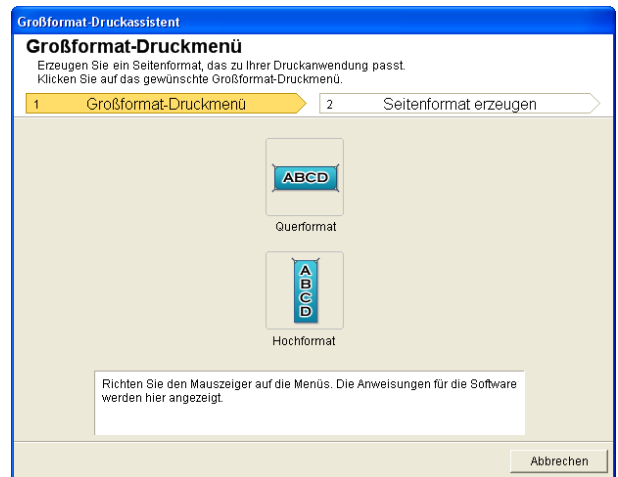 Großformat-Druckassistent
Großformat-Druckmenü
Erzeugen Sie ein Seitenformat, das zu Ihrer Druckanwendung passt.
Klicken Sie auf das gewünschte Großformat-Druckmenü.
1 Großformat-Druckmenü 2 Seitenformat erzeugen
ABCD
Querformat
A
B
C
D
Hochformat
Richten Sie den Mauszeiger auf die Menüs. Die Anweisungen für die Software
werden hier angezeigt.
Abbrechen